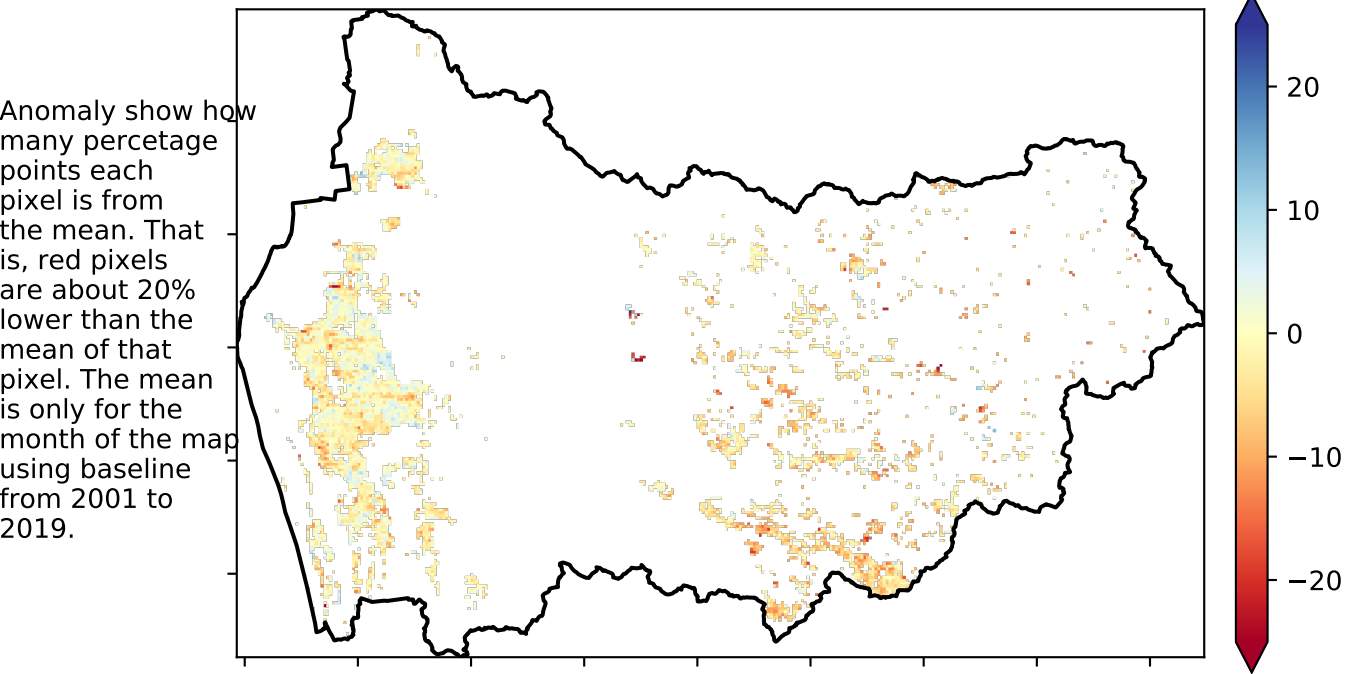 Anomaly show how
many percetage
points each
pixel is from
the mean. That
is, red pixels
are about 20%
lower than the
mean of that
pixel. The mean
is only for the
month of the map
using baseline
from 2001 to
2019.
20
10
0
−10
−20